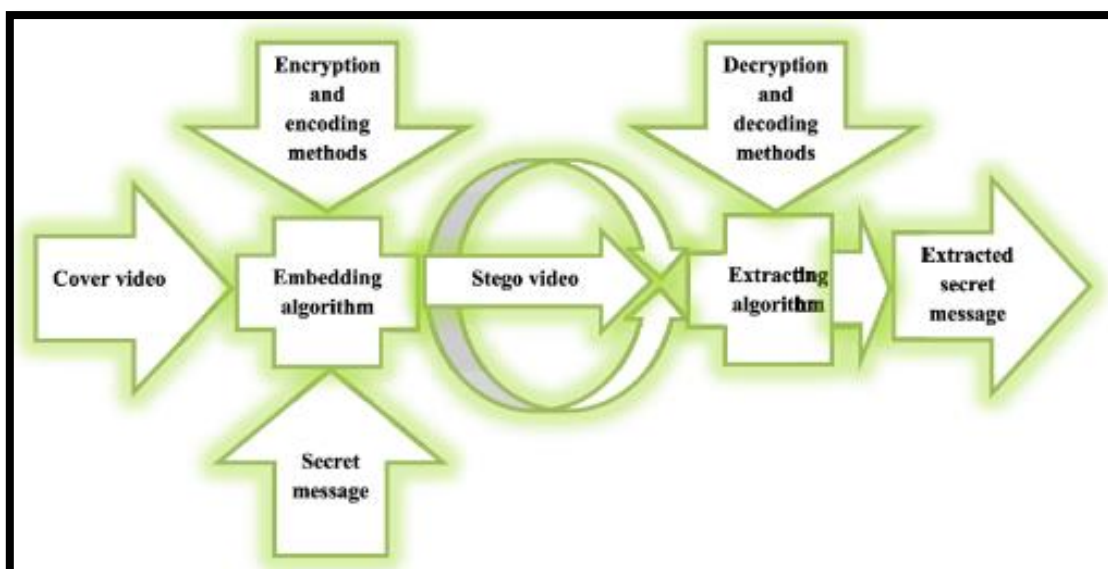 Encryption
and
encoding
methods
Decryption
and
decoding
methods
Cover video
Embedding
algorithm
Stego video
Extracting
algorithm
Extracted
secret
message
Secret
message